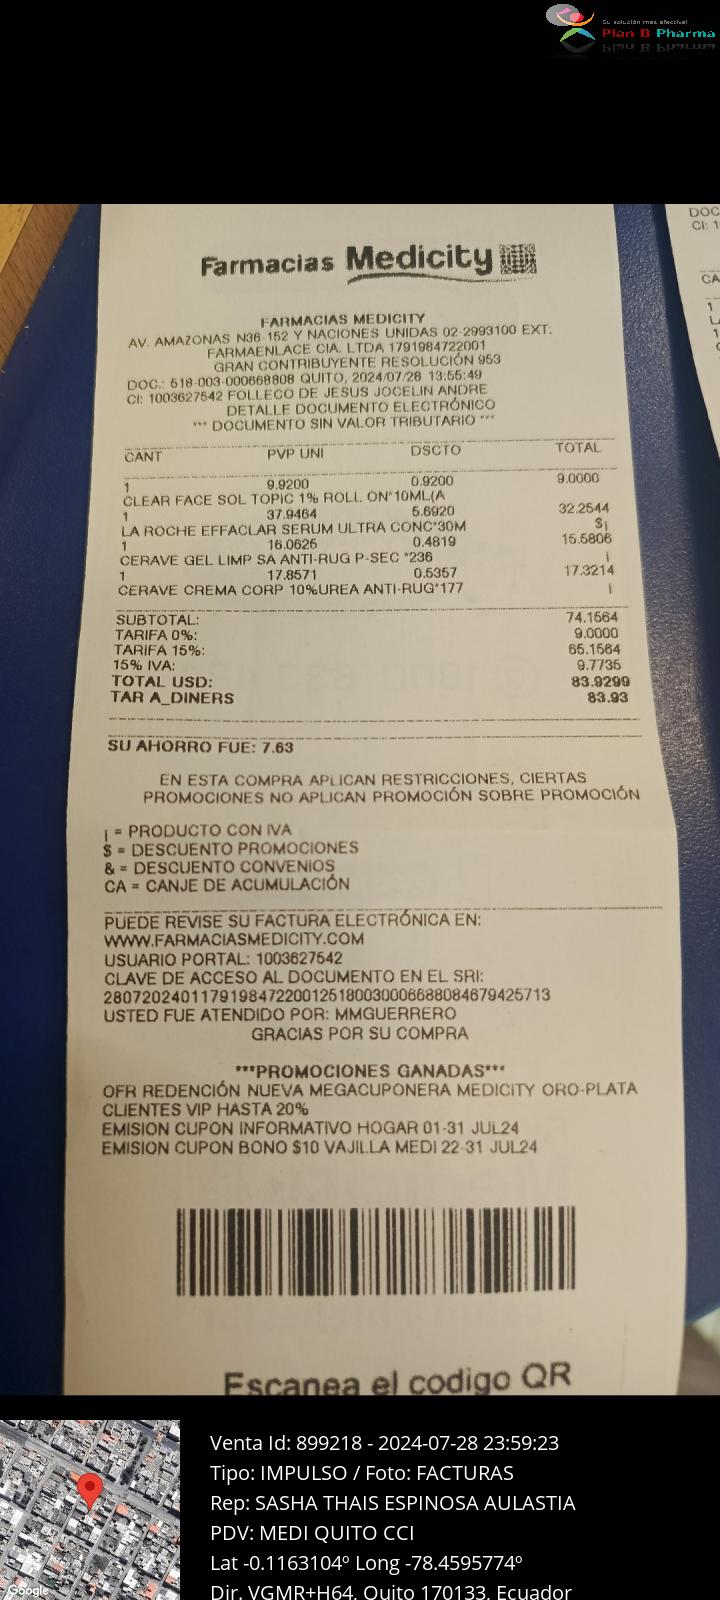 Su solución más efectiva!
Plan B Pharma
Farmacias Medicity
FARMACIAS MEDICITY
AV. AMAZONAS N36-152 Y NACIONES UNIDAS 02-2993100 EXT.
FARMAENLACE CIA. LTDA 1791984722001
GRAN CONTRIBUYENTE RESOLUCIÓN 953
DOC.: 518-003-000668808 QUITO, 2024/07/28 13:55:49
CI: 1003627542 FOLLECO DE JESUS JOCELIN ANDRE
DETALLE DOCUMENTO ELECTRÓNICO
*** DOCUMENTO SIN VALOR TRIBUTARIO ***
CANT PVP UNI DSCTO TOTAL
1 9.9200 0.9200 9.0000
CLEAR FACE SOL TOPIC 1% ROLL ON*10ML(A
1 37.9464 5.6920 32.2544
LA ROCHE EFFACLAR SERUM ULTRA CONC*30M $¡
1 16.0625 0.4819 15.5806
CERAVE GEL LIMP SA ANTI-RUG P-SEC *236 ¡
1 17.8571 0.5357 17.3214
CERAVE CREMA CORP 10%UREA ANTI-RUG*177 ¡
SUBTOTAL: 74.1564
TARIFA 0%: 9.0000
TARIFA 15%: 65.1564
15% IVA: 9.7735
TOTAL USD: 83.9299
TAR A_DINERS 83.93
SU AHORRO FUE: 7.63
EN ESTA COMPRA APLICAN RESTRICCIONES, CIERTAS
PROMOCIONES NO APLICAN PROMOCIÓN SOBRE PROMOCIÓN
¡ = PRODUCTO CON IVA
$ = DESCUENTO PROMOCIONES
& = DESCUENTO CONVENIOS
CA = CANJE DE ACUMULACIÓN
PUEDE REVISE SU FACTURA ELECTRÓNICA EN:
WWW.FARMACIASMEDICITY.COM
USUARIO PORTAL: 1003627542
CLAVE DE ACCESO AL DOCUMENTO EN EL SRI:
2807202401179198472200125180030006688084679425713
USTED FUE ATENDIDO POR: MMGUERRERO
GRACIAS POR SU COMPRA
***PROMOCIONES GANADAS***
OFR REDENCIÓN NUEVA MEGACUPONERA MEDICITY ORO-PLATA
CLIENTES VIP HASTA 20%
EMISION CUPON INFORMATIVO HOGAR 01-31 JUL24
EMISION CUPON BONO $10 VAJILLA MEDI 22-31 JUL24
Escanea el codigo QR
DOC
CI: 1
CA
1
Google
Venta Id: 899218 - 2024-07-28 23:59:23
Tipo: IMPULSO / Foto: FACTURAS
Rep: SASHA THAIS ESPINOSA AULASTIA
PDV: MEDI QUITO CCI
Lat -0.1163104º Long -78.4595774º
Dir. VGMR+H64, Quito 170133, Ecuador